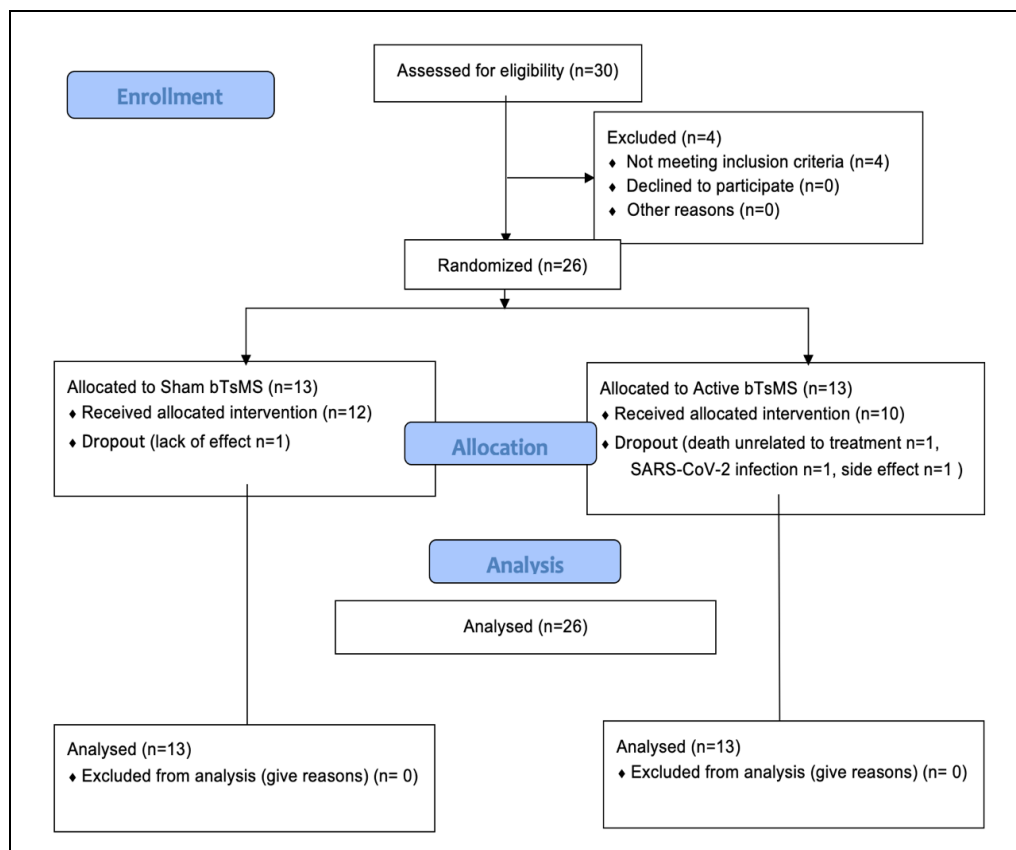 Assessed for eligibility (n=30)
Enrollment
Excluded (n=4)
♦ Not meeting inclusion criteria (n=4)
♦ Declined to participate (n=0)
♦ Other reasons (n=0)
Randomized (n=26)
Allocated to Sham bTsMS (n=13)
♦ Received allocated intervention (n=12)
♦ Dropout (lack of effect n=1)
Allocated to Active bTsMS (n=13)
♦ Received allocated intervention (n=10)
♦ Dropout (death unrelated to treatment n=1,
SARS-CoV-2 infection n=1, side effect n=1 )
Allocation
Analysis
Analysed (n=26)
Analysed (n=13)
♦ Excluded from analysis (give reasons) (n= 0)
Analysed (n=13)
♦ Excluded from analysis (give reasons) (n= 0)